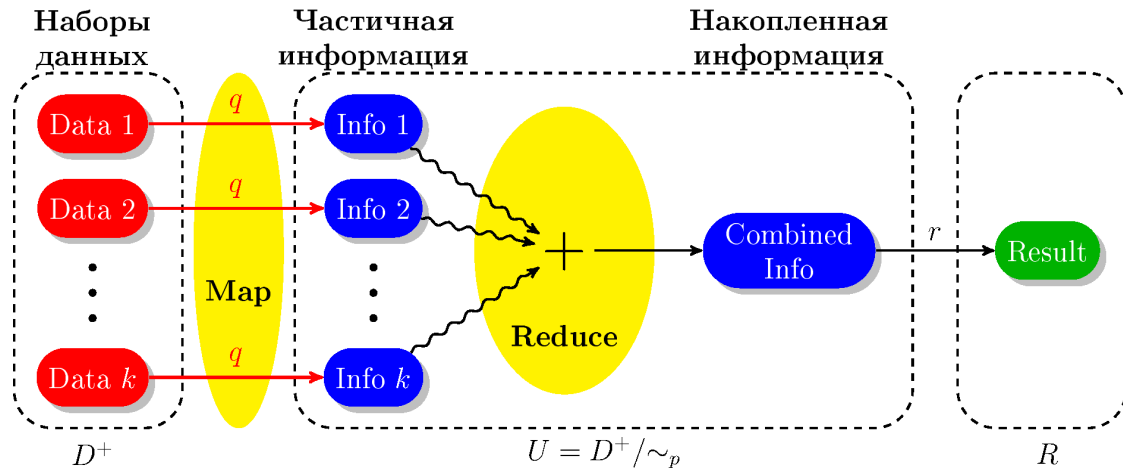 Наборы
данных
Частичная
информация
Накопленная
информация
Data 1
q
Info 1
Data 2
q
Info 2
Map
+
Combined
Info
r
Result
Reduce
Data k
q
Info k
D⁺
U = D⁺/∼ₚ
R